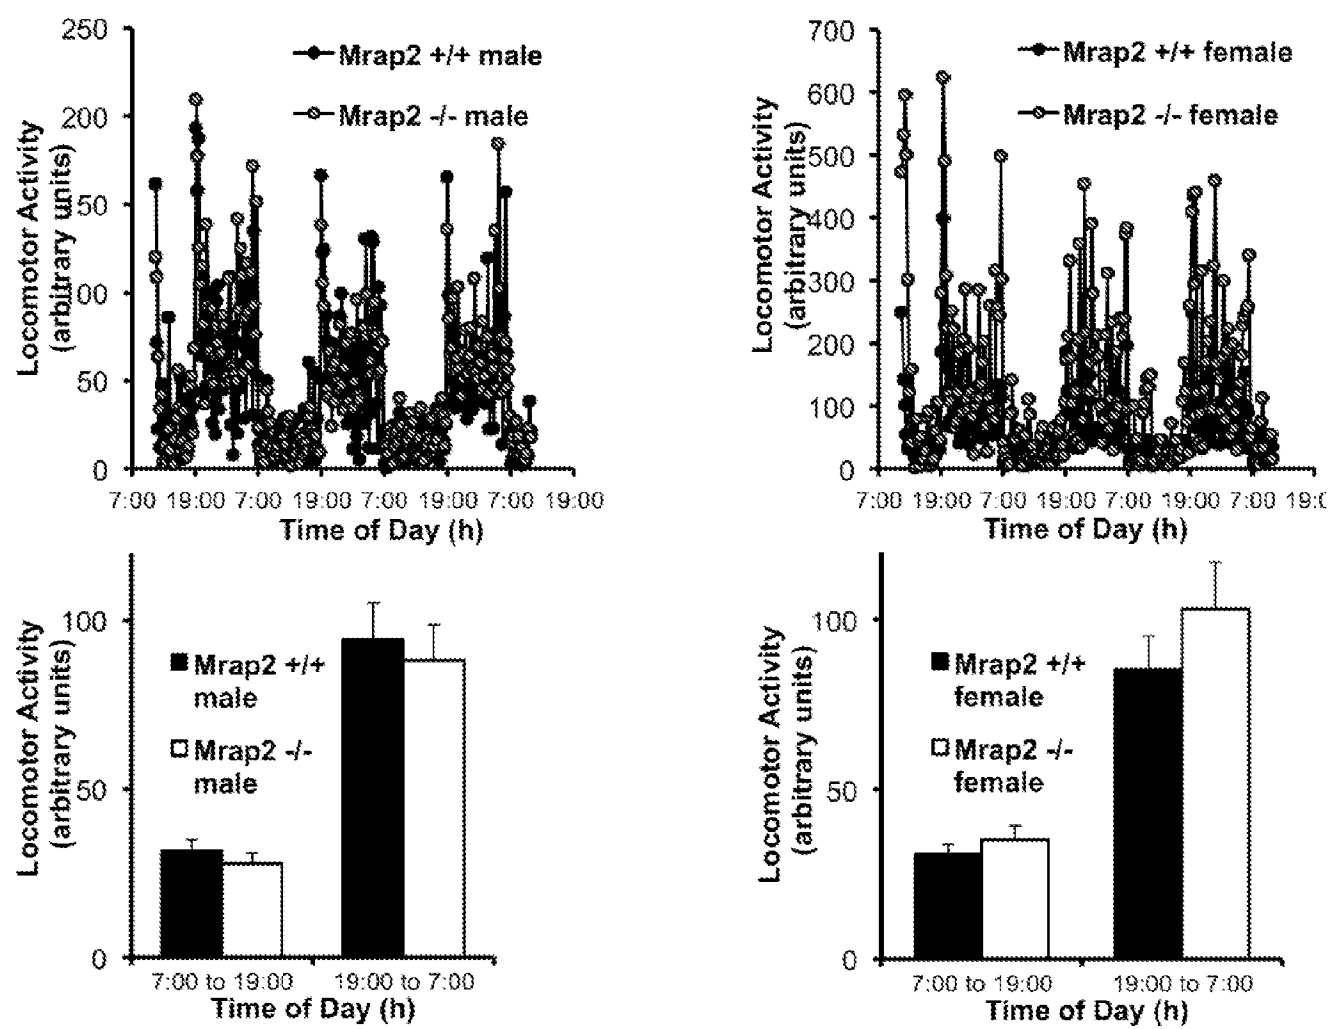 250
200
150
100
50
0
Locomotor Activity
(arbitrary units)
Mrap2 +/+ male
Mrap2 -/- male
7:00 19:00 7:00 19:00 7:00 19:00 7:00 19:00
Time of Day (h)
700
600
500
400
300
200
100
0
Locomotor Activity
(arbitrary units)
Mrap2 +/+ female
Mrap2 -/- female
7:00 19:00 7:00 19:00 7:00 19:00 7:00 19:0
Time of Day (h)
100
50
0
Locomotor Activity
(arbitrary units)
Mrap2 +/+
male
Mrap2 -/-
male
7:00 to 19:00 19:00 to 7:00
Time of Day (h)
100
50
0
Locomotor Activity
(arbitrary units)
Mrap2 +/+
female
Mrap2 -/-
female
7:00 to 19:00 19:00 to 7:00
Time of Day (h)